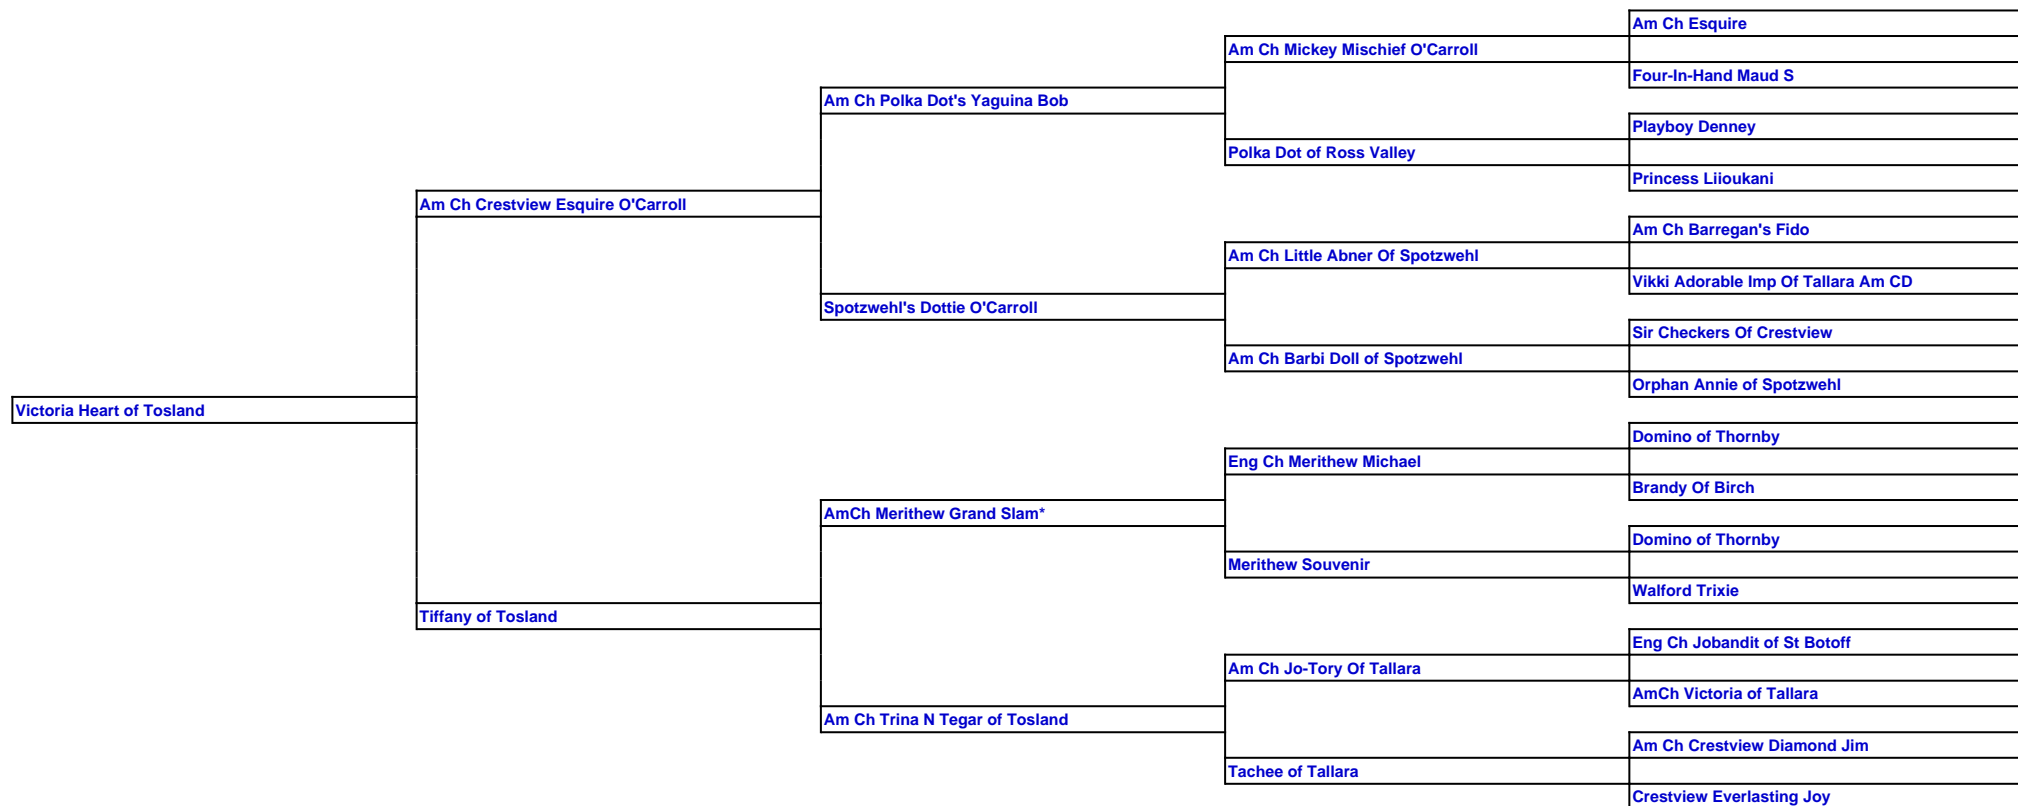 Am Ch Esquire
Am Ch Mickey Mischief O'Carroll
Four-In-Hand Maud S
Am Ch Polka Dot's Yaguina Bob
Playboy Denney
Polka Dot of Ross Valley
Princess Liioukani
Am Ch Crestview Esquire O'Carroll
Am Ch Barregan's Fido
Am Ch Little Abner Of Spotzwehl
Vikki Adorable Imp Of Tallara Am CD
Spotzwehl's Dottie O'Carroll
Sir Checkers Of Crestview
Am Ch Barbi Doll of Spotzwehl
Orphan Annie of Spotzwehl
Victoria Heart of Tosland
Domino of Thornby
Eng Ch Merithew Michael
Brandy Of Birch
AmCh Merithew Grand Slam*
Domino of Thornby
Merithew Souvenir
Walford Trixie
Tiffany of Tosland
Eng Ch Jobandit of St Botoff
Am Ch Jo-Tory Of Tallara
AmCh Victoria of Tallara
Am Ch Trina N Tegar of Tosland
Am Ch Crestview Diamond Jim
Tachee of Tallara
Crestview Everlasting Joy